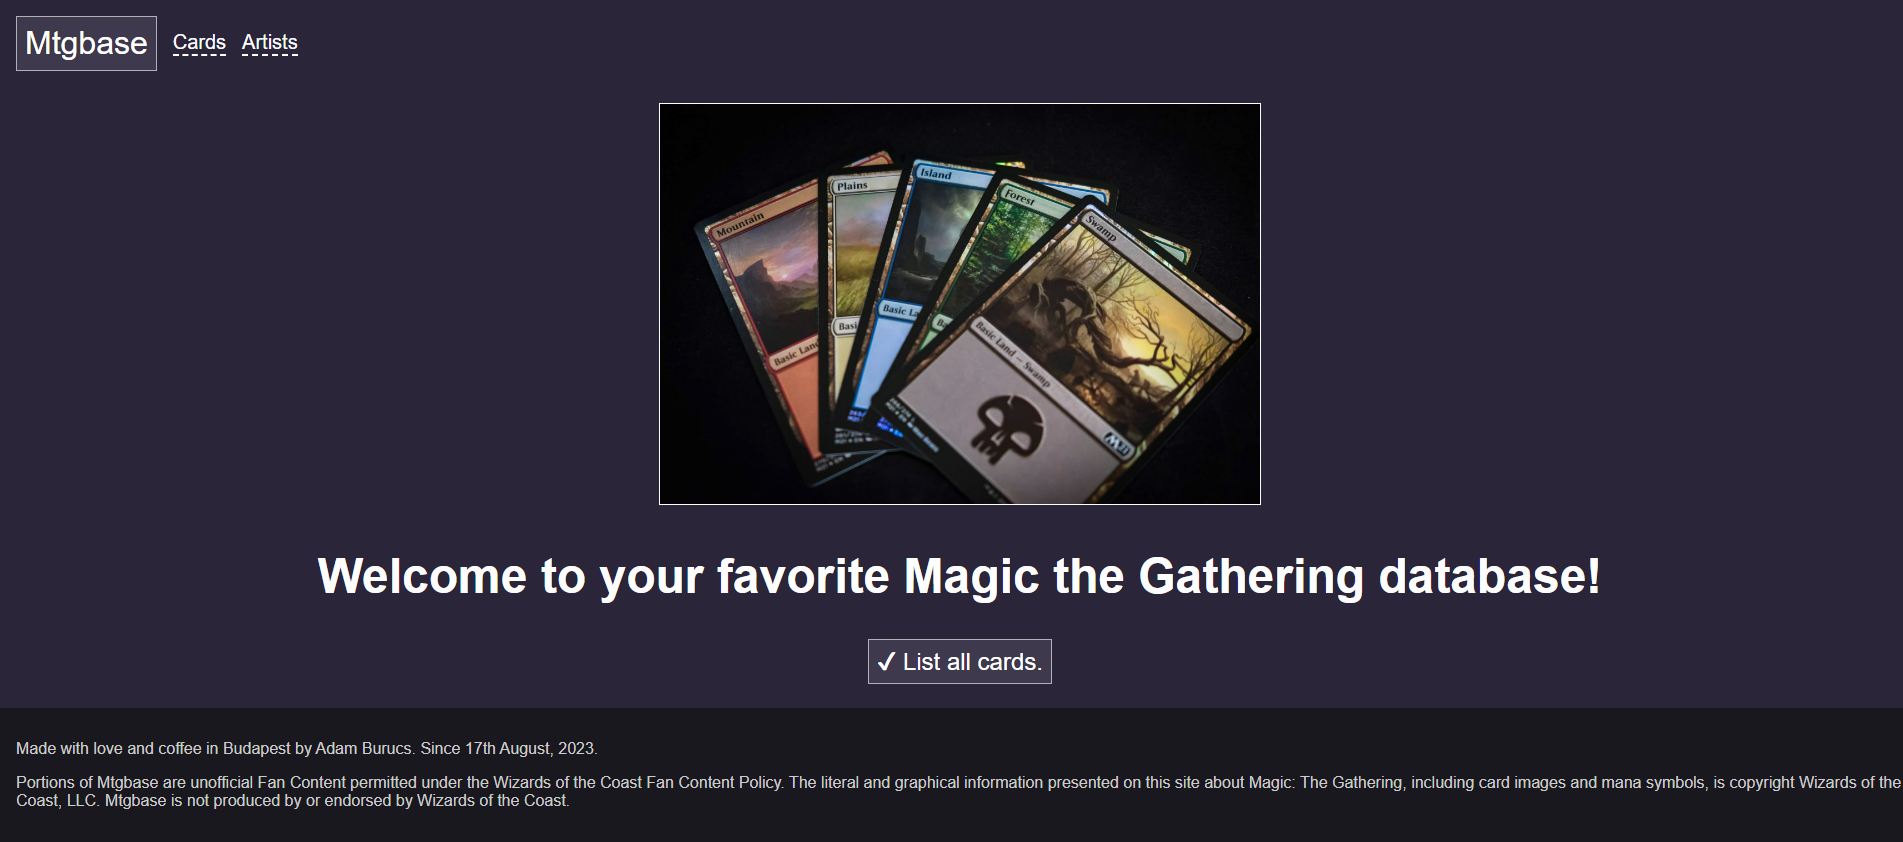 Mtgbase
Cards
Artists
Mountain
Plains
Island
Forest
Swamp
Basic Land
Basi
Basic La
Ba
Basic Land — Swamp
M21
Welcome to your favorite Magic the Gathering database!
✓ List all cards.
Made with love and coffee in Budapest by Adam Burucs. Since 17th August, 2023.
Portions of Mtgbase are unofficial Fan Content permitted under the Wizards of the Coast Fan Content Policy. The literal and graphical information presented on this site about Magic: The Gathering, including card images and mana symbols, is copyright Wizards of the
Coast, LLC. Mtgbase is not produced by or endorsed by Wizards of the Coast.